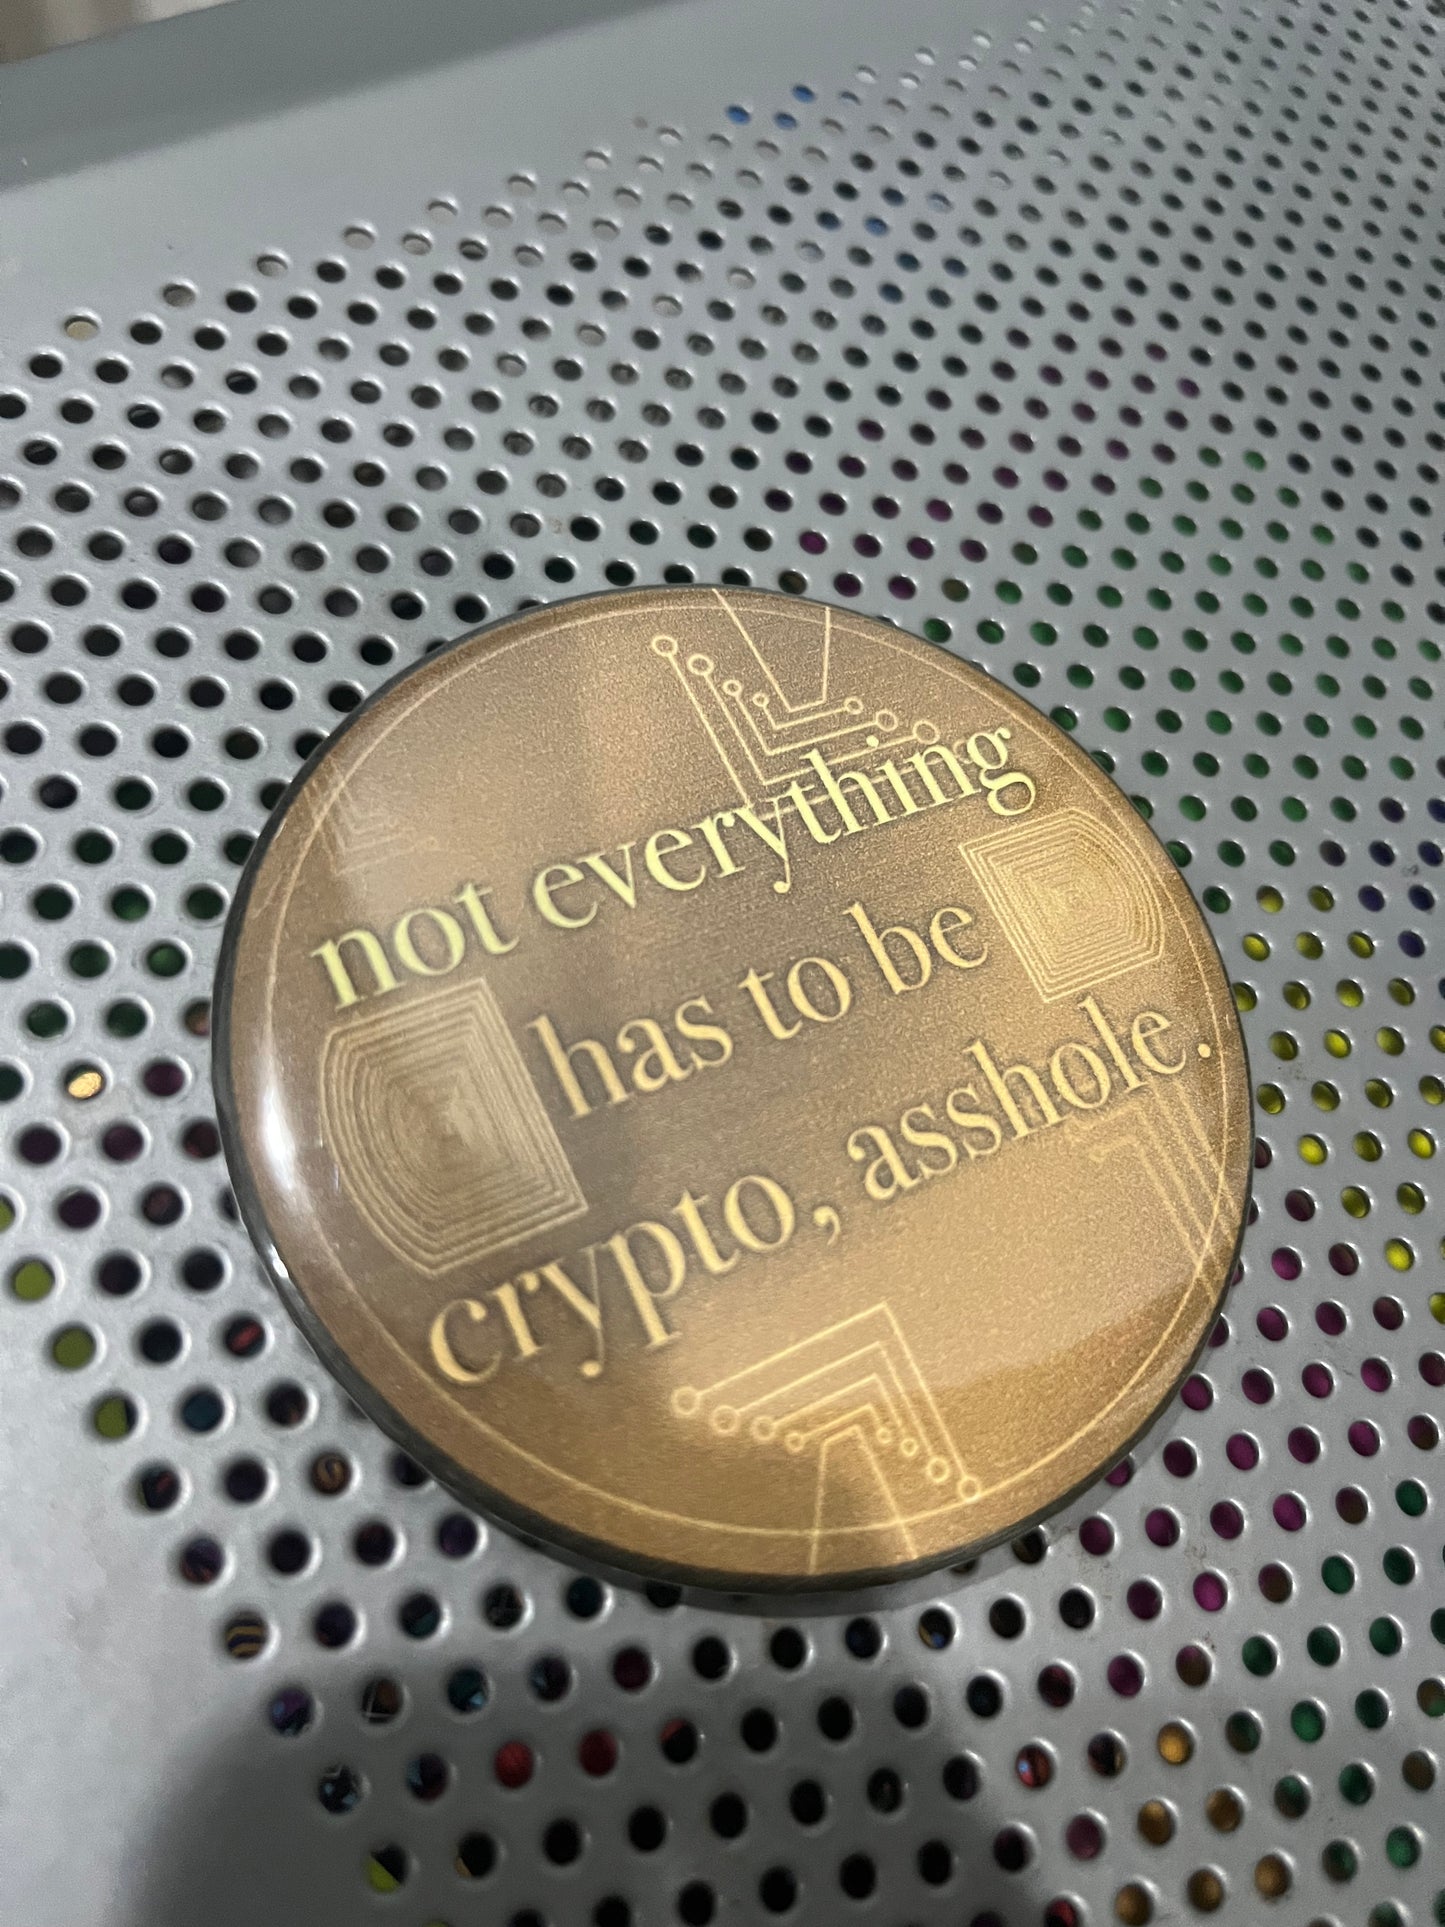 not everything
has to be
crypto, asshole.